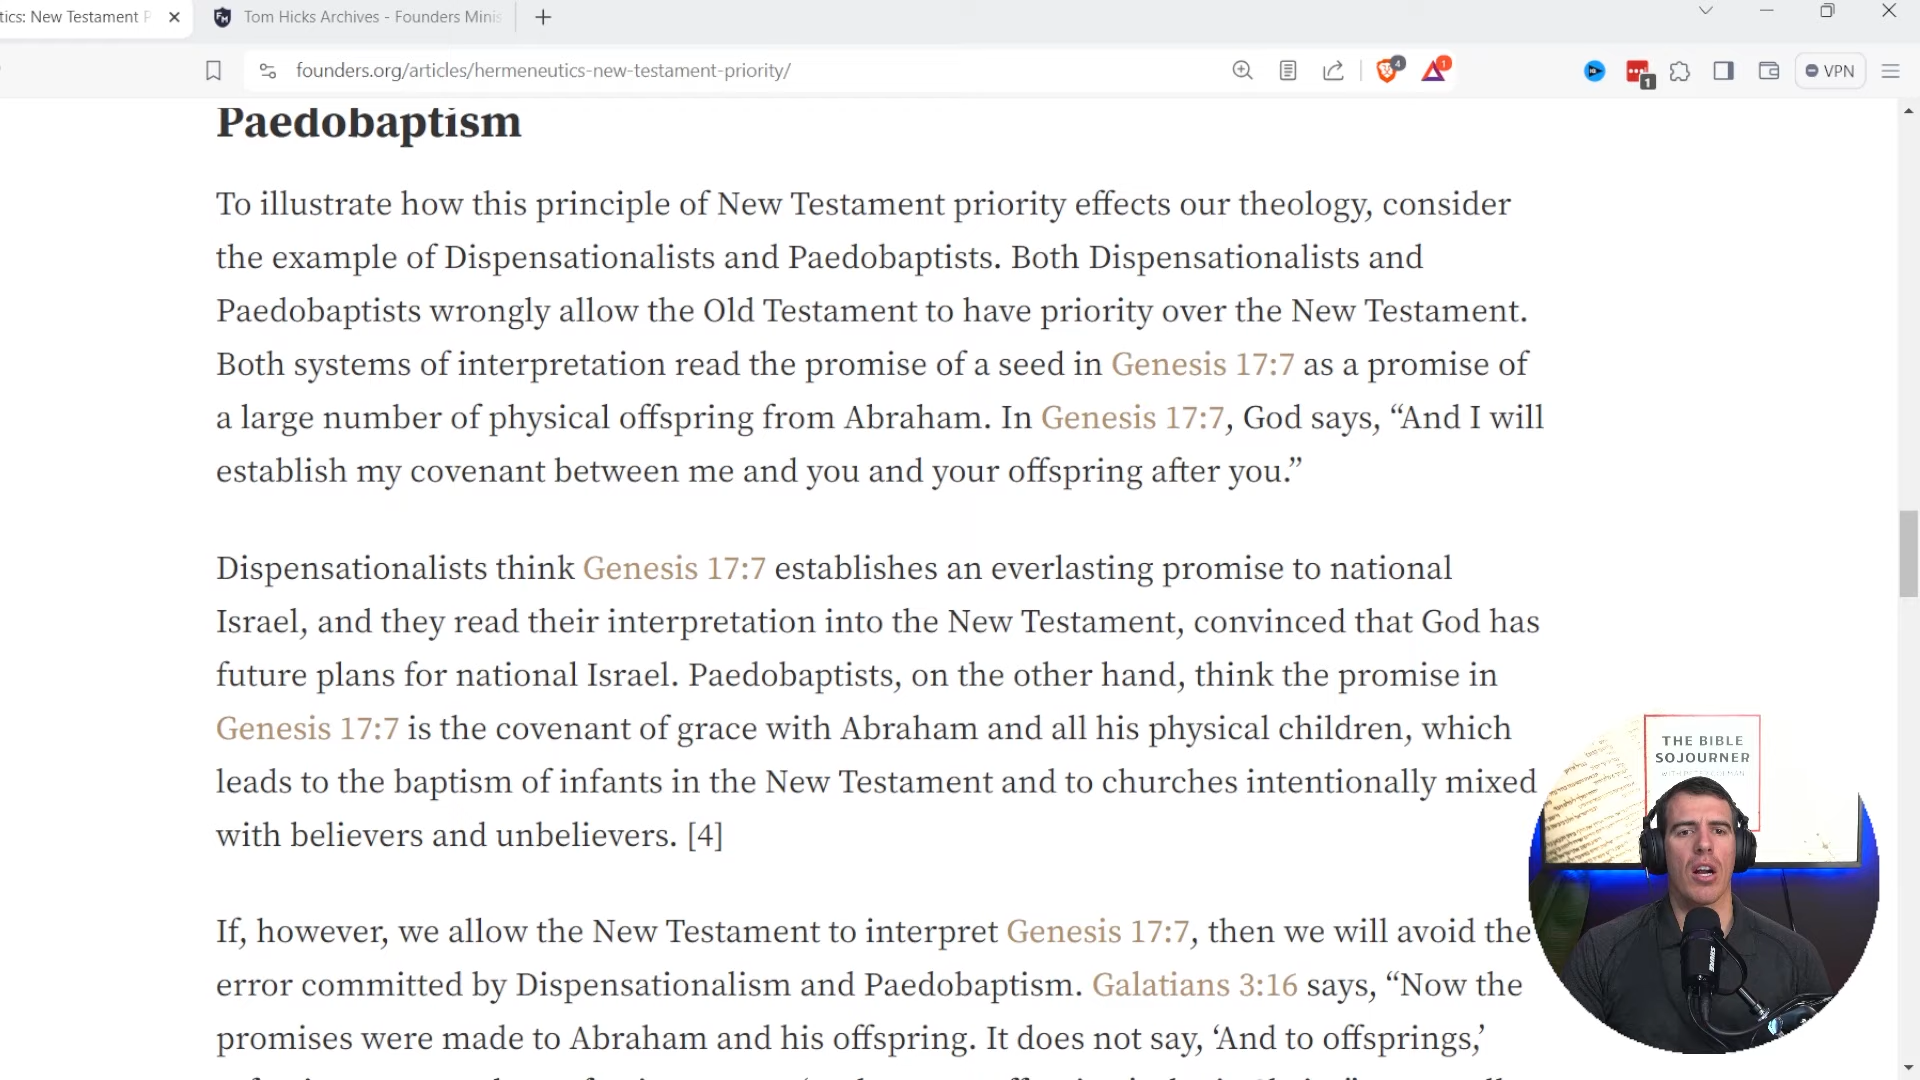 tics: New Testament P
Tom Hicks Archives - Founders Minis
founders.org/articles/hermeneutics-new-testament-priority/
4
1
1
VPN
Paedobaptism
To illustrate how this principle of New Testament priority effects our theology, consider
the example of Dispensationalists and Paedobaptists. Both Dispensationalists and
Paedobaptists wrongly allow the Old Testament to have priority over the New Testament.
Both systems of interpretation read the promise of a seed in Genesis 17:7 as a promise of
a large number of physical offspring from Abraham. In Genesis 17:7, God says, “And I will
establish my covenant between me and you and your offspring after you.”
Dispensationalists think Genesis 17:7 establishes an everlasting promise to national
Israel, and they read their interpretation into the New Testament, convinced that God has
future plans for national Israel. Paedobaptists, on the other hand, think the promise in
Genesis 17:7 is the covenant of grace with Abraham and all his physical children, which
leads to the baptism of infants in the New Testament and to churches intentionally mixed
with believers and unbelievers. [4]
If, however, we allow the New Testament to interpret Genesis 17:7, then we will avoid the
error committed by Dispensationalism and Paedobaptism. Galatians 3:16 says, “Now the
promises were made to Abraham and his offspring. It does not say, ‘And to offsprings,’
THE BIBLE
SOJOURNER
SHURE